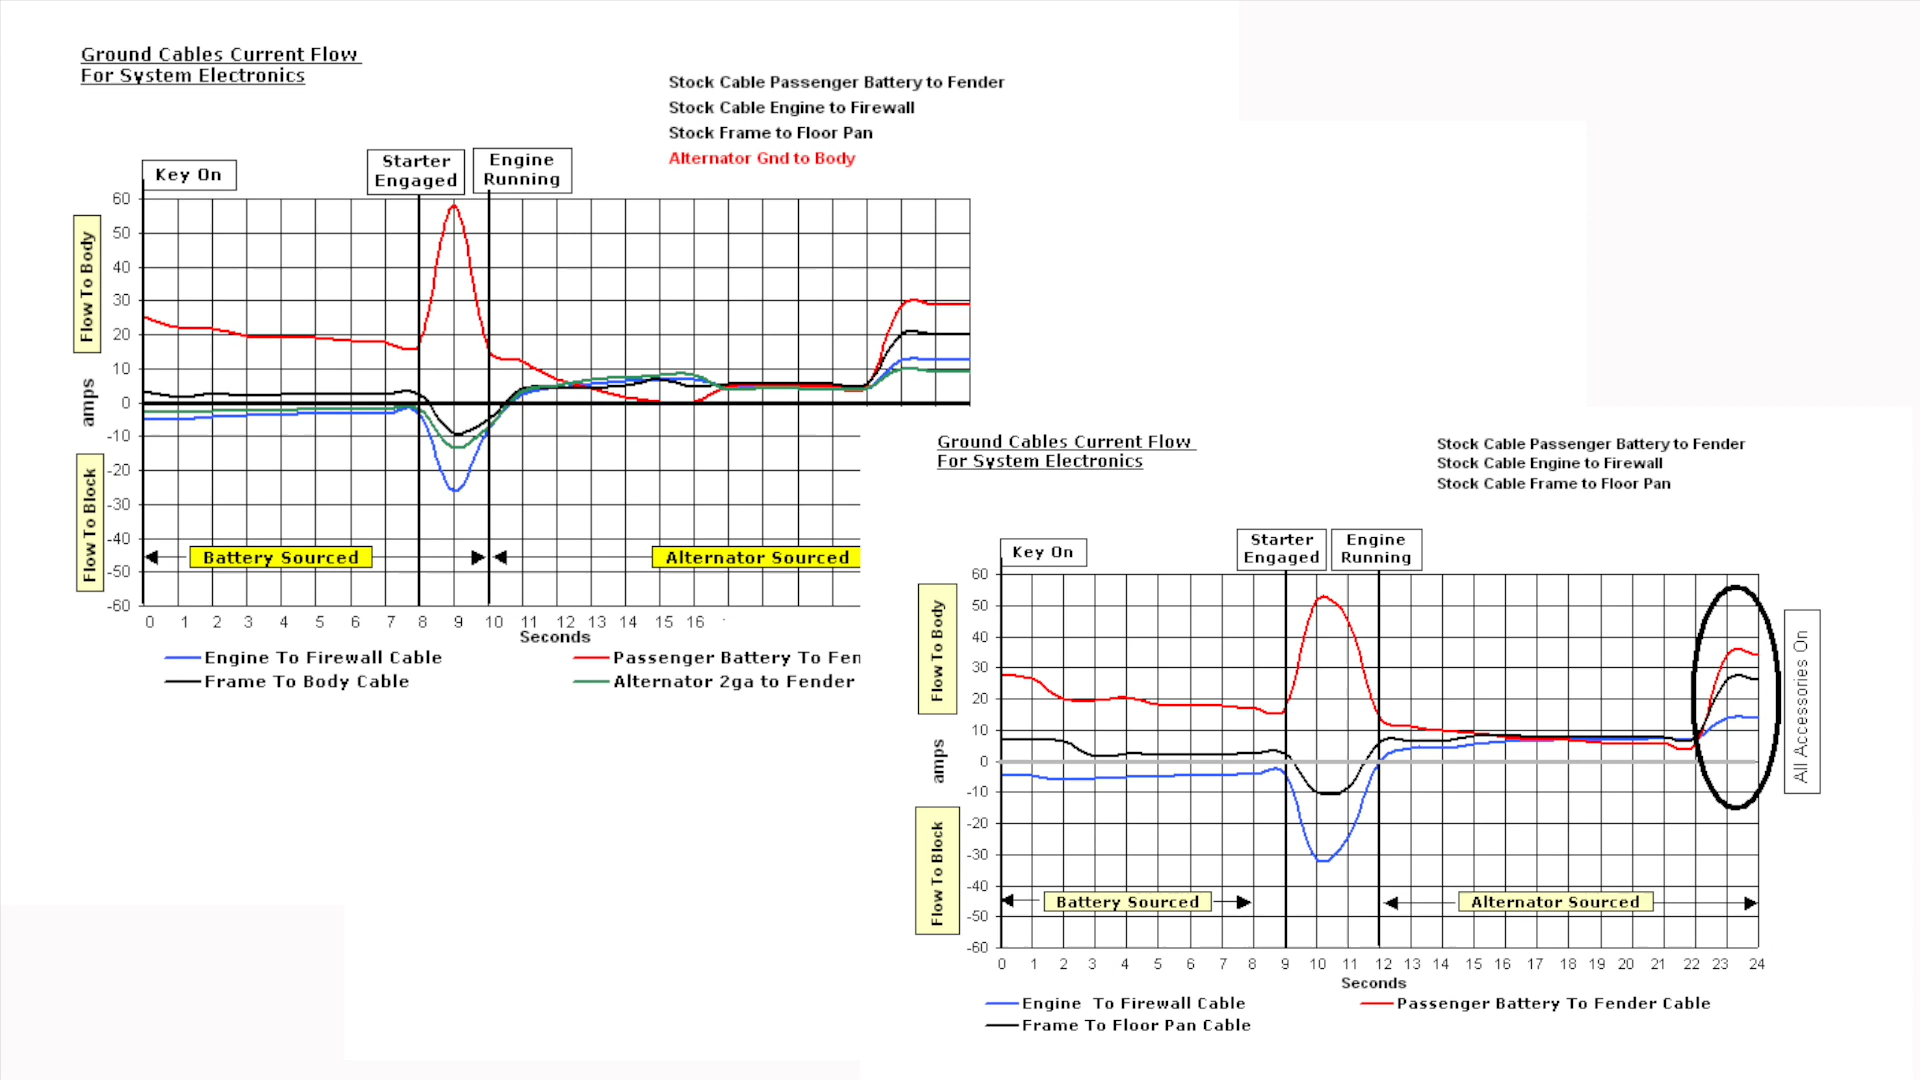 Ground Cables Current Flow
For System Electronics
Stock Cable Passenger Battery to Fender
Stock Cable Engine to Firewall
Stock Frame to Floor Pan
Alternator Gnd to Body
Key On
Starter
Engaged
Engine
Running
60
50
40
30
20
10
0
-10
-20
-30
-40
-50
-60
Flow To Body
amps
Flow To Block
Battery Sourced
Alternator Sourced
0 1 2 3 4 5 6 7 8 9 10 11 12 13 14 15 16
Seconds
Engine To Firewall Cable
Passenger Battery To Fen
Frame To Body Cable
Alternator 2ga to Fender
Ground Cables Current Flow
For System Electronics
Stock Cable Passenger Battery to Fender
Stock Cable Engine to Firewall
Stock Cable Frame to Floor Pan
Key On
Starter
Engaged
Engine
Running
60
50
40
30
20
10
0
-10
-20
-30
-40
-50
-60
Flow To Body
amps
Flow To Block
All Accessories On
Battery Sourced
Alternator Sourced
0 1 2 3 4 5 6 7 8 9 10 11 12 13 14 15 16 17 18 19 20 21 22 23 24
Seconds
Engine To Firewall Cable
Passenger Battery To Fender Cable
Frame To Floor Pan Cable